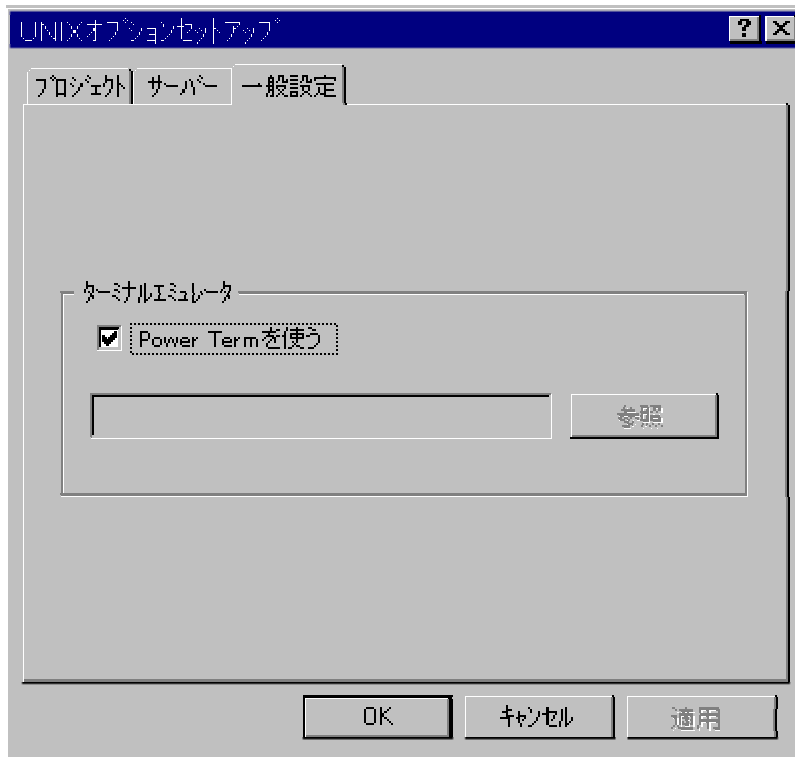 UNIXｵﾌﾟｼｮﾝｾｯﾄｱｯﾌﾟ
ﾌﾟﾛｼﾞｪｸﾄ ｻｰﾊﾞｰ 一般設定
ﾀｰﾐﾅﾙｴﾐｭﾚｰﾀ
Power Termを使う
参照
OK ｷｬﾝｾﾙ 適用